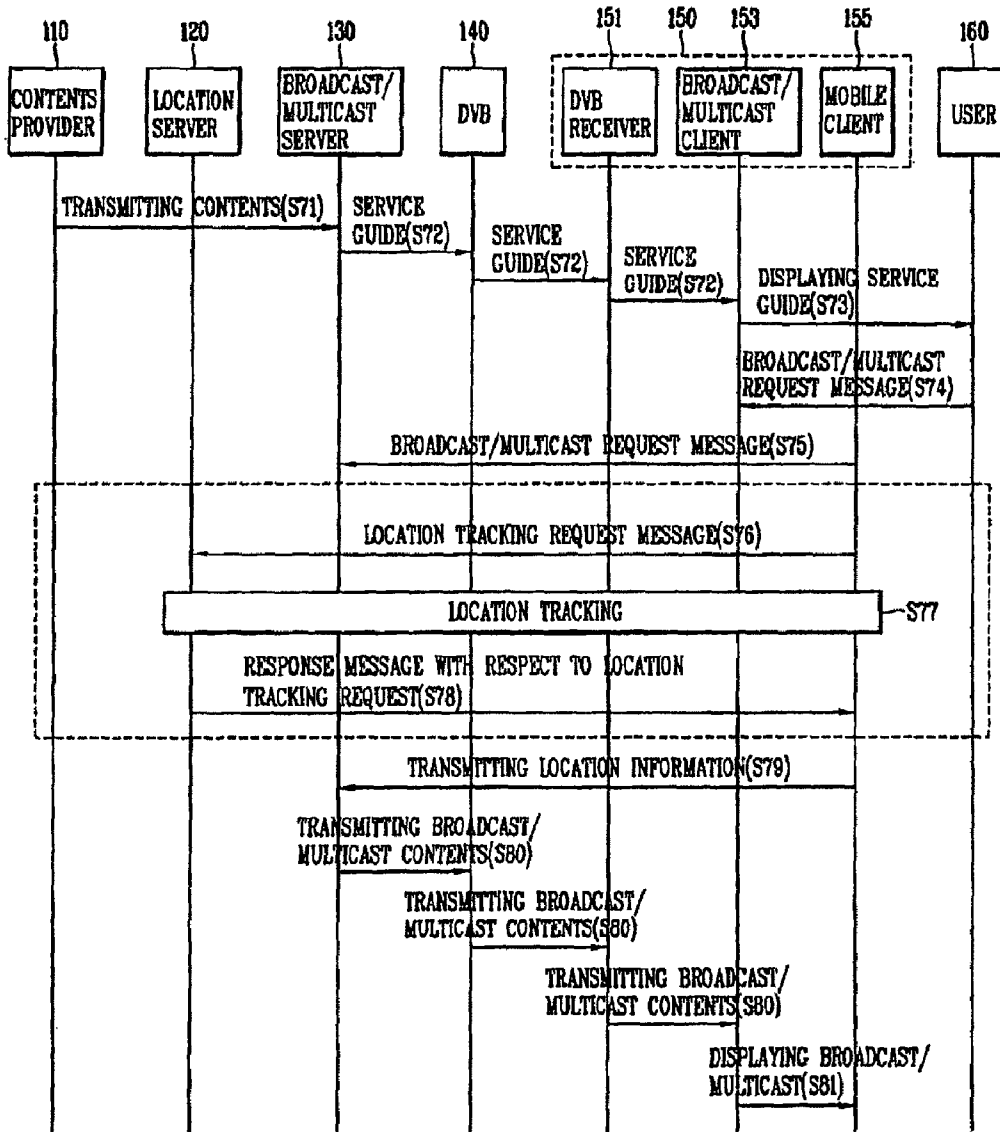 110
120
130
140
151
150
153
155
160
CONTENTS
PROVIDER
LOCATION
SERVER
BROADCAST/
MULTICAST
SERVER
DVB
DVB
RECEIVER
BROADCAST/
MULTICAST
CLIENT
MOBILE
CLIENT
USER
TRANSMITTING CONTENTS(S71)
SERVICE
GUIDE(S72)
SERVICE
GUIDE(S72)
SERVICE
GUIDE(S72)
DISPLAYING SERVICE
GUIDE(S73)
BROADCAST/MULTICAST
REQUEST MESSAGE(S74)
BROADCAST/MULTICAST REQUEST MESSAGE(S75)
LOCATION TRACKING REQUEST MESSAGE(S76)
LOCATION TRACKING
S77
RESPONSE MESSAGE WITH RESPECT TO LOCATION
TRACKING REQUEST(S78)
TRANSMITTING LOCATION INFORMATION(S79)
TRANSMITTING BROADCAST/
MULTICAST CONTENTS(S80)
TRANSMITTING BROADCAST/
MULTICAST CONTENTS(S80)
TRANSMITTING BROADCAST/
MULTICAST CONTENTS(S80)
DISPLAYING BROADCAST/
MULTICAST(S81)